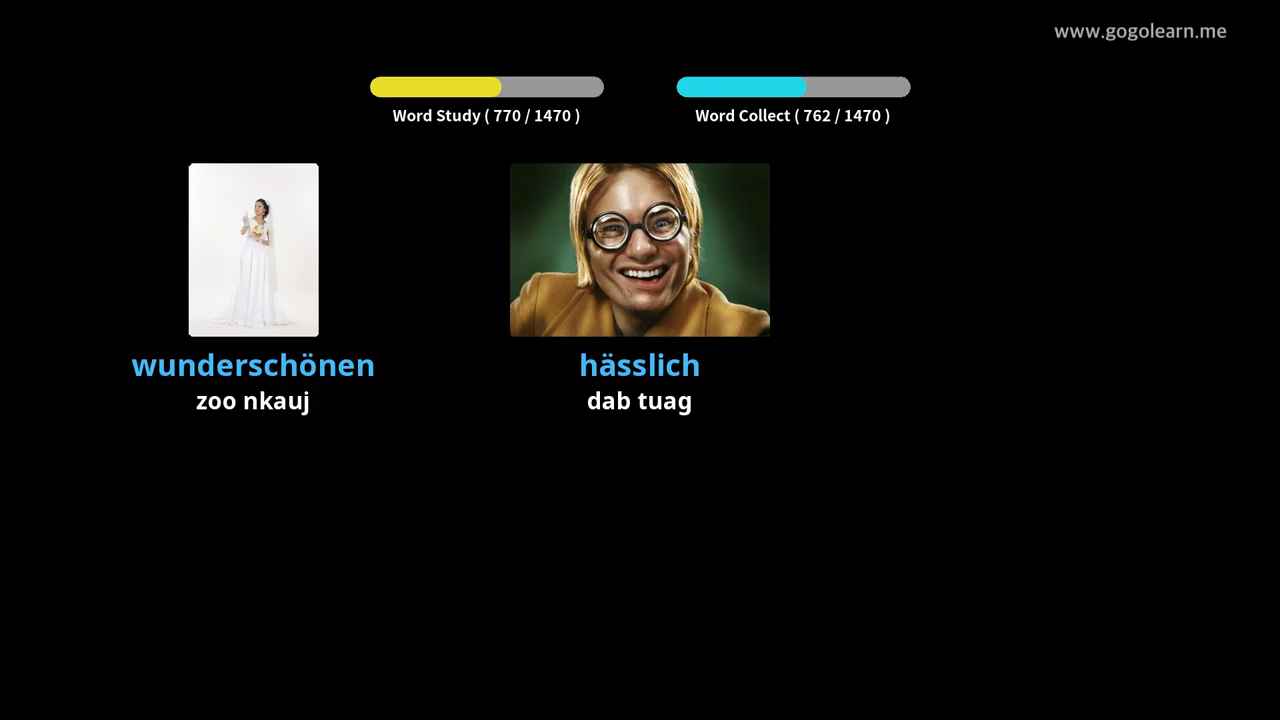 www.gogolearn.me
Word Study ( 770 / 1470 )
Word Collect ( 762 / 1470 )
wunderschönen
zoo nkauj
hässlich
dab tuag